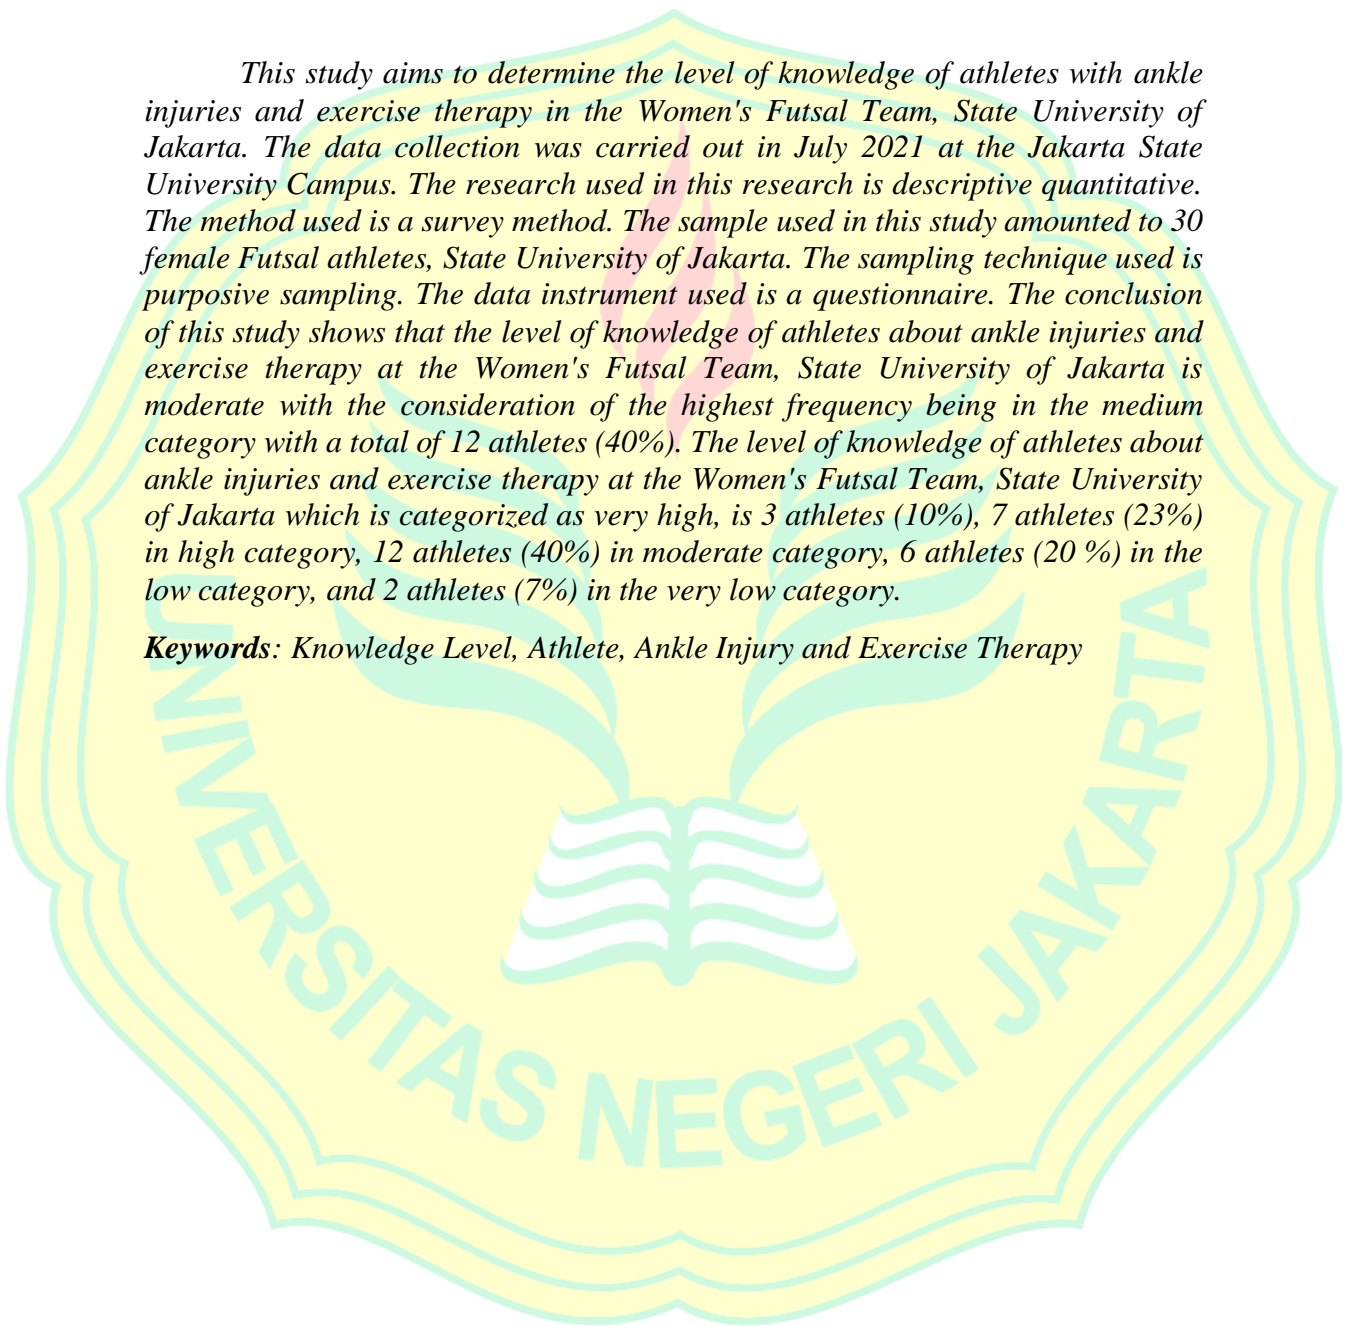 This study aims to determine the level of knowledge of athletes with ankle
injuries and exercise therapy in the Women's Futsal Team, State University of
Jakarta. The data collection was carried out in July 2021 at the Jakarta State
University Campus. The research used in this research is descriptive quantitative.
The method used is a survey method. The sample used in this study amounted to 30
female Futsal athletes, State University of Jakarta. The sampling technique used is
purposive sampling. The data instrument used is a questionnaire. The conclusion
of this study shows that the level of knowledge of athletes about ankle injuries and
exercise therapy at the Women's Futsal Team, State University of Jakarta is
moderate with the consideration of the highest frequency being in the medium
category with a total of 12 athletes (40%). The level of knowledge of athletes about
ankle injuries and exercise therapy at the Women's Futsal Team, State University
of Jakarta which is categorized as very high, is 3 athletes (10%), 7 athletes (23%)
in high category, 12 athletes (40%) in moderate category, 6 athletes (20 %) in the
low category, and 2 athletes (7%) in the very low category.
Keywords: Knowledge Level, Athlete, Ankle Injury and Exercise Therapy
UNIVERSITAS NEGERI JAKARTA